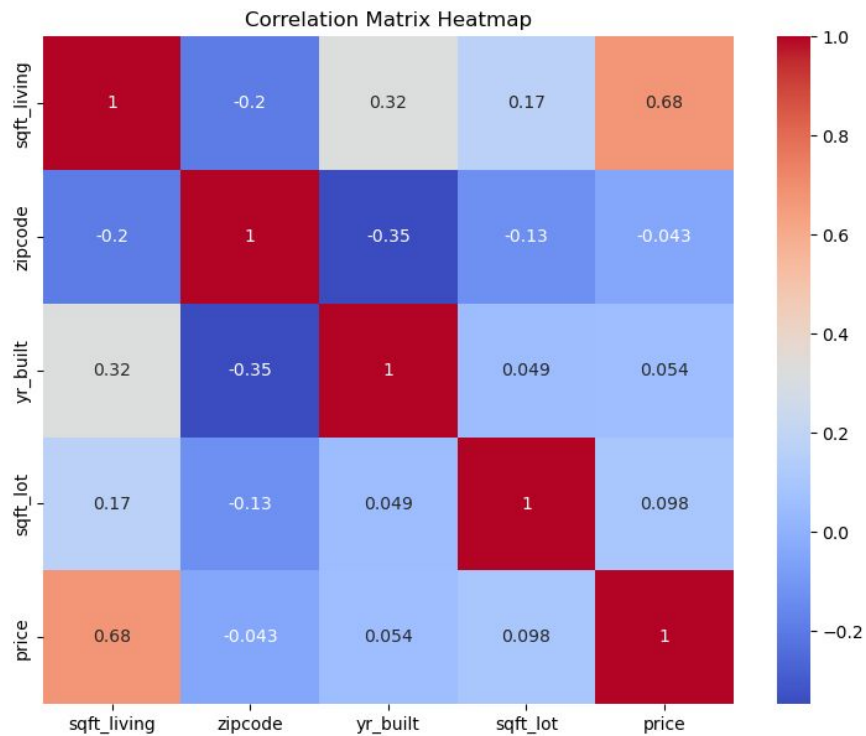 Correlation Matrix Heatmap
sqft_living 1 -0.2 0.32 0.17 0.68
zipcode -0.2 1 -0.35 -0.13 -0.043
yr_built 0.32 -0.35 1 0.049 0.054
sqft_lot 0.17 -0.13 0.049 1 0.098
price 0.68 -0.043 0.054 0.098 1
sqft_living zipcode yr_built sqft_lot price
1.0
0.8
0.6
0.4
0.2
0.0
−0.2